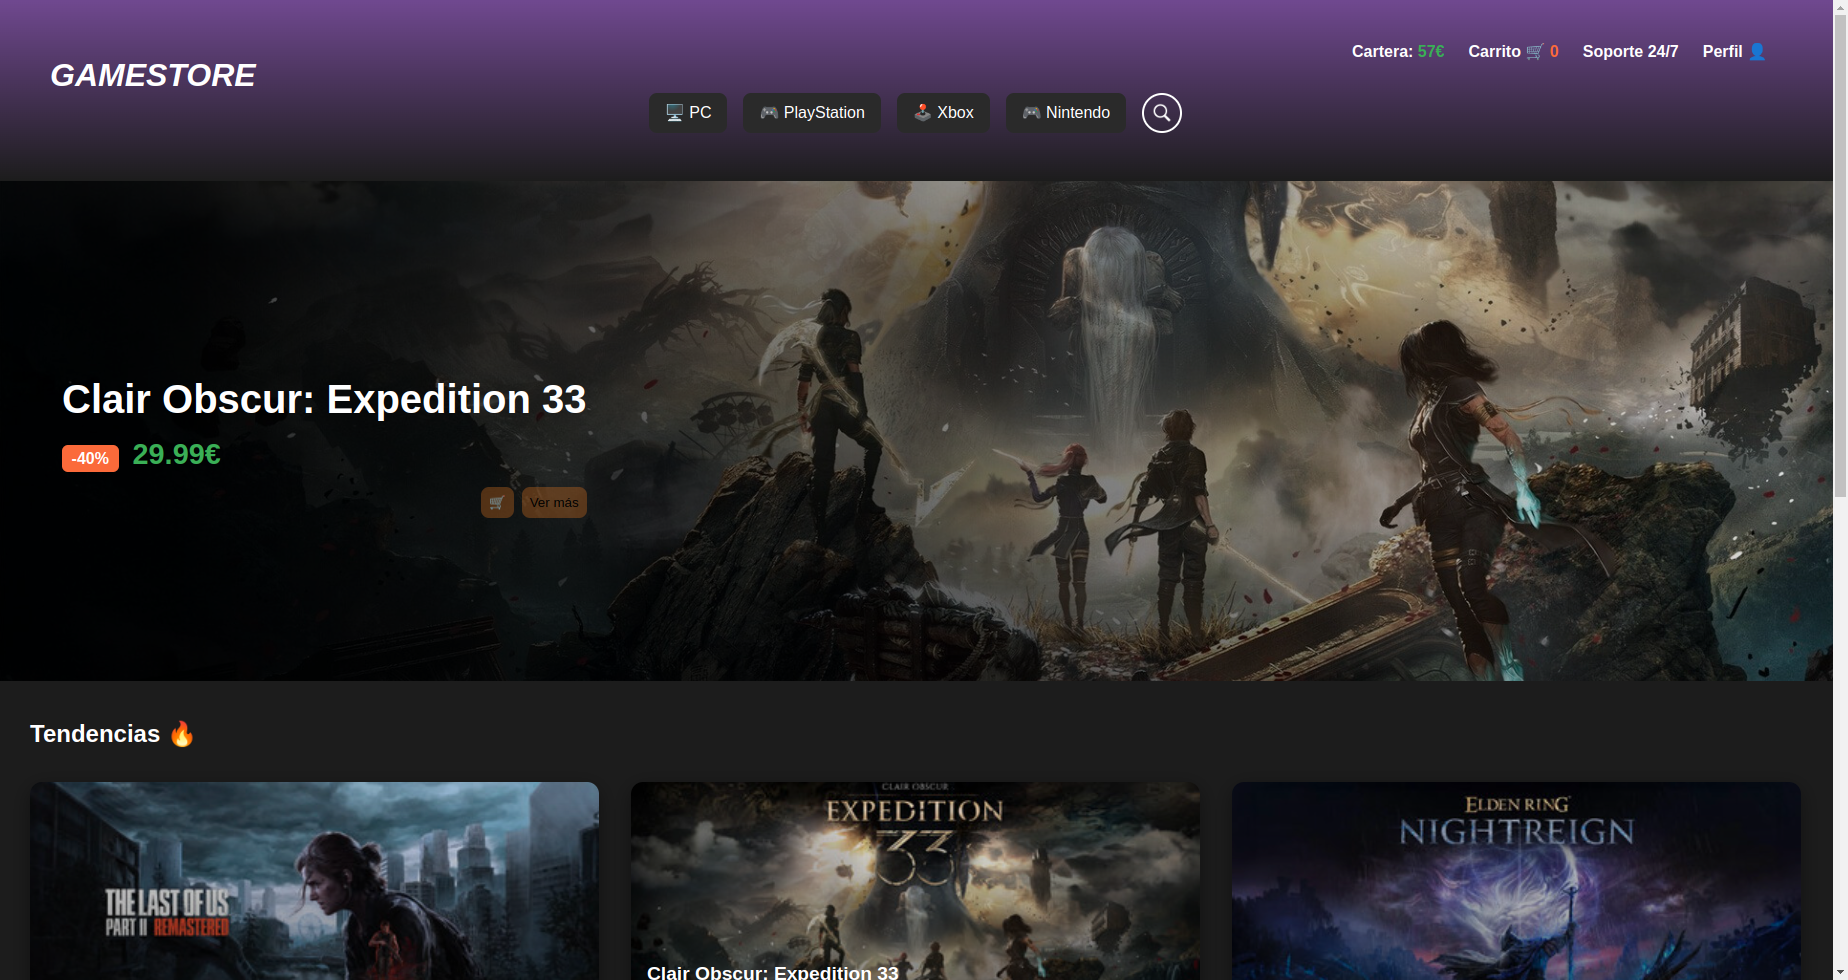 GAMESTORE
Cartera: 57€ Carrito 🛒 0 Soporte 24/7 Perfil 👤
🖥️ PC 🎮 PlayStation 🕹️ Xbox 🎮 Nintendo
Clair Obscur: Expedition 33
-40% 29.99€
🛒 Ver más
Tendencias 🔥
THE LAST OF US
PART II REMASTERED
CLAIR OBSCUR
EXPEDITION
33
Clair Obscur: Expedition 33
ELDEN RING
NIGHTREIGN